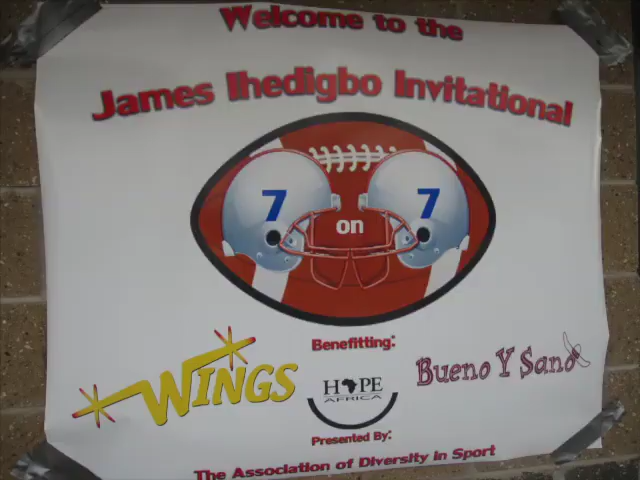 Welcome to the
James Ihedigbo Invitational
7 on 7
Benefitting:
WINGS
HOPE
AFRICA
Bueno Y Sano
Presented By:
The Association of Diversity in Sport